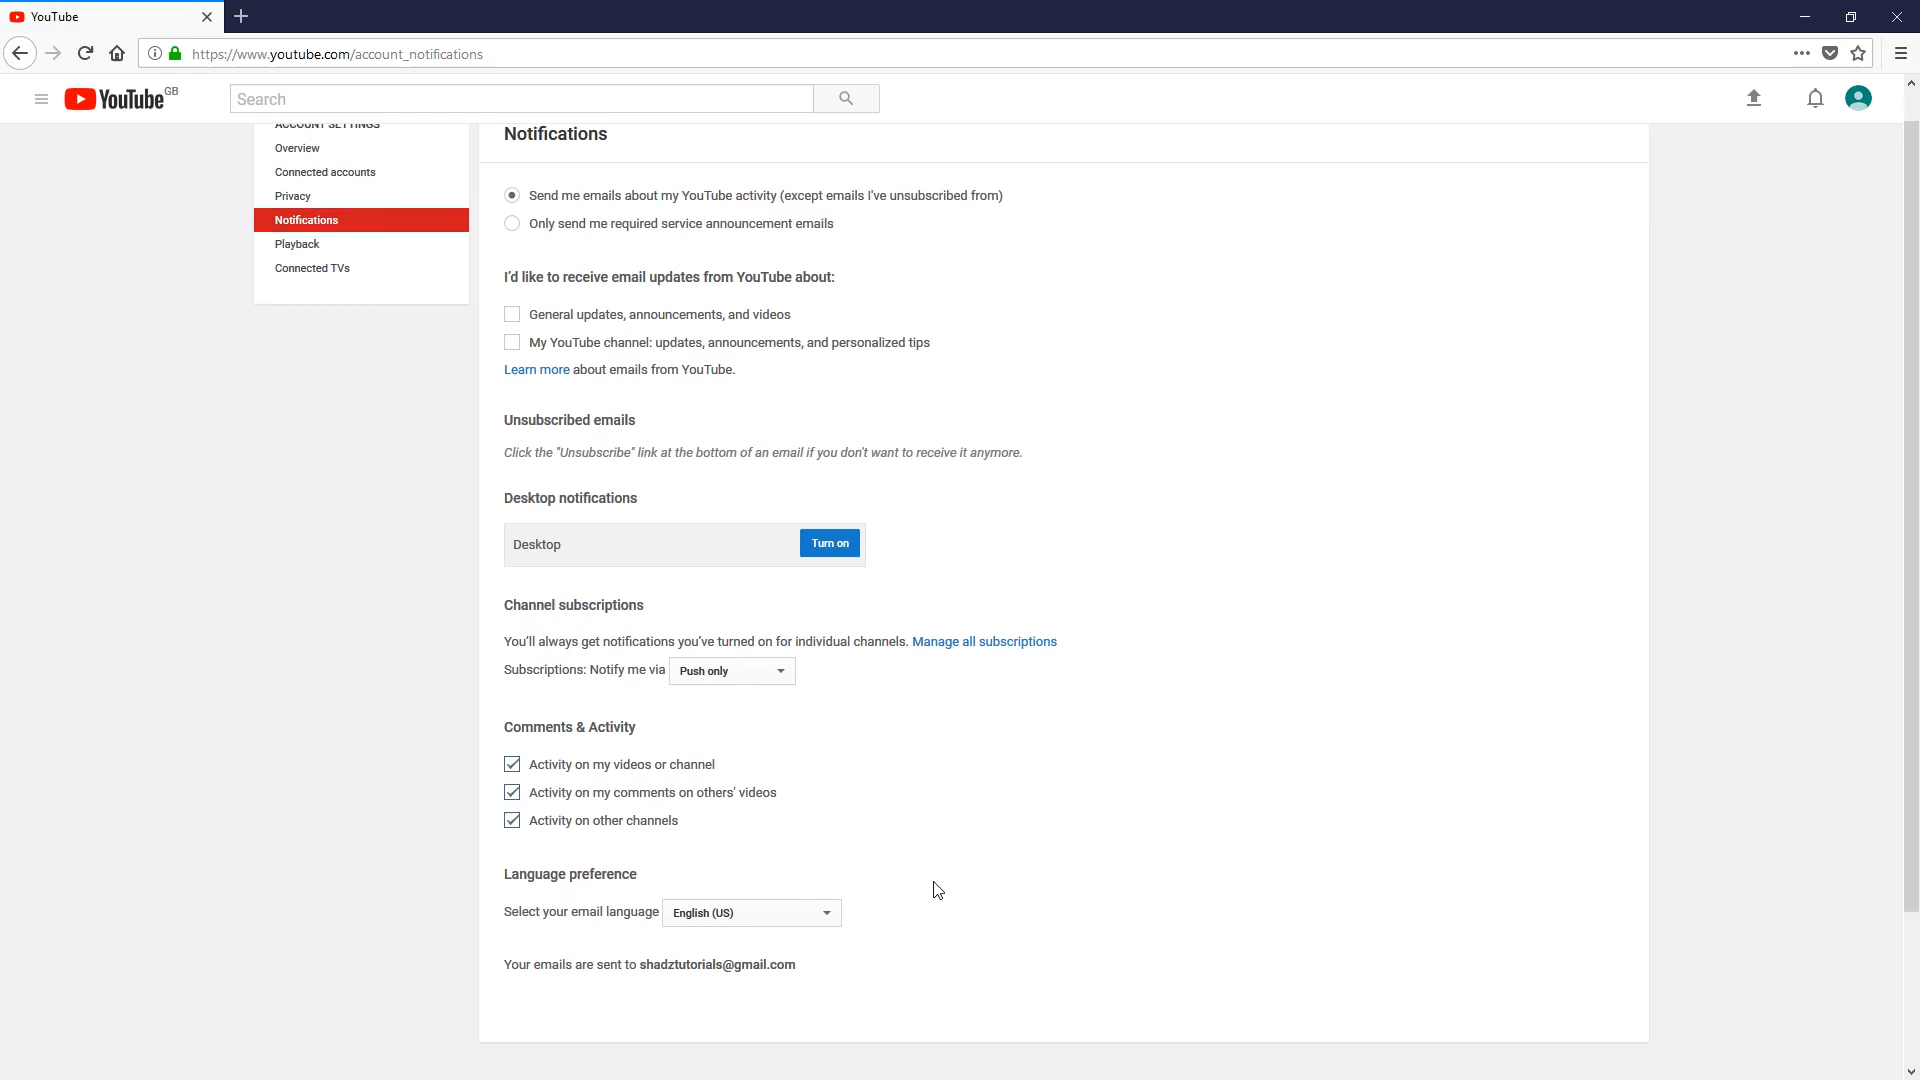 YouTube
https://www.youtube.com/account_notifications
YouTube GB
Search
ACCOUNT SETTINGS
Overview
Connected accounts
Privacy
Notifications
Playback
Connected TVs
Notifications
Send me emails about my YouTube activity (except emails I've unsubscribed from)
Only send me required service announcement emails
I'd like to receive email updates from YouTube about:
General updates, announcements, and videos
My YouTube channel: updates, announcements, and personalized tips
Learn more about emails from YouTube.
Unsubscribed emails
Click the "Unsubscribe" link at the bottom of an email if you don't want to receive it anymore.
Desktop notifications
Desktop
Turn on
Channel subscriptions
You'll always get notifications you've turned on for individual channels. Manage all subscriptions
Subscriptions: Notify me via Push only
Comments & Activity
Activity on my videos or channel
Activity on my comments on others' videos
Activity on other channels
Language preference
Select your email language English (US)
Your emails are sent to shadztutorials@gmail.com